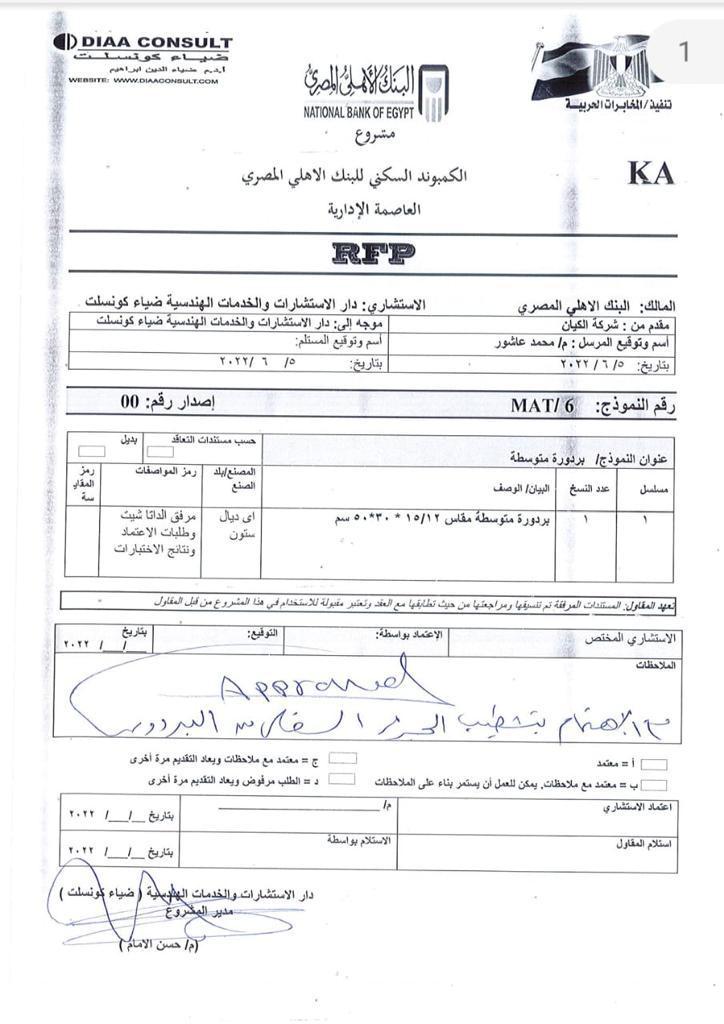 1
DIAA CONSULT
ضياء كونسلت
أ.د.م ضياء الدين ابراهيم
WEBSITE: WWW.DIAACONSULT.COM
البنك الأهلي المصري
NATIONAL BANK OF EGYPT
تنفيذ/المخابرات الحربية
مشروع
الكمبوند السكني للبنك الاهلي المصري
KA
العاصمة الإدارية
RFP
المالك: البنك الاهلي المصري الاستشاري: دار الاستشارات والخدمات الهندسية ضياء كونسلت
مقدم من : شركة الكيان موجه إلى: دار الاستشارات والخدمات الهندسية ضياء كونسلت
أسم وتوقيع المرسل : م/ محمد عاشور أسم وتوقيع المستلم:
بتاريخ: ٥/ ٦ / ٢٠٢٢ بتاريخ: ٥/ ٦ /٢٠٢٢
رقم النموذج: MAT/ 6 إصدار رقم: 00
عنوان النموذج/ بردورة متوسطة حسب مستندات التعاقد بديل
مسلسل عدد النسخ البيان/ الوصف المصنع/بلد الصنع رمز المواصفات رمز المقايسة
١ ١ بردورة متوسطة مقاس ١٥/١٢ * ٣٠*٥٠ سم اى ديال ستون مرفق الداتا شيت وطلبات الاعتماد ونتائج الاختبارات
تعهد المقاول: المستندات المرفقة تم تنسيقها ومراجعتها من حيث تطابقها مع العقد وتعتبر مقبولة للاستخدام في هذا المشروع من قبل المقاول
الاستشاري المختص الاعتماد بواسطة: التوقيع: بتاريخ __/__/ ٢٠٢٢
الملاحظات
Approved
مع الاهتمام بتشطيب الجزء السفلى من البردوره
أ = معتمد ج = معتمد مع ملاحظات ويعاد التقديم مرة أخرى
ب = معتمد مع ملاحظات, يمكن للعمل أن يستمر بناء على الملاحظات د = الطلب مرفوض ويعاد التقديم مرة أخرى
اعتماد الاستشاري م/ بتاريخ __/__/ ٢٠٢٢
استلام المقاول الاستلام بواسطة بتاريخ __/__/ ٢٠٢٢
دار الاستشارات والخدمات الهندسية ( ضياء كونسلت )
مدير المشروع
(م/ حسن الامام )